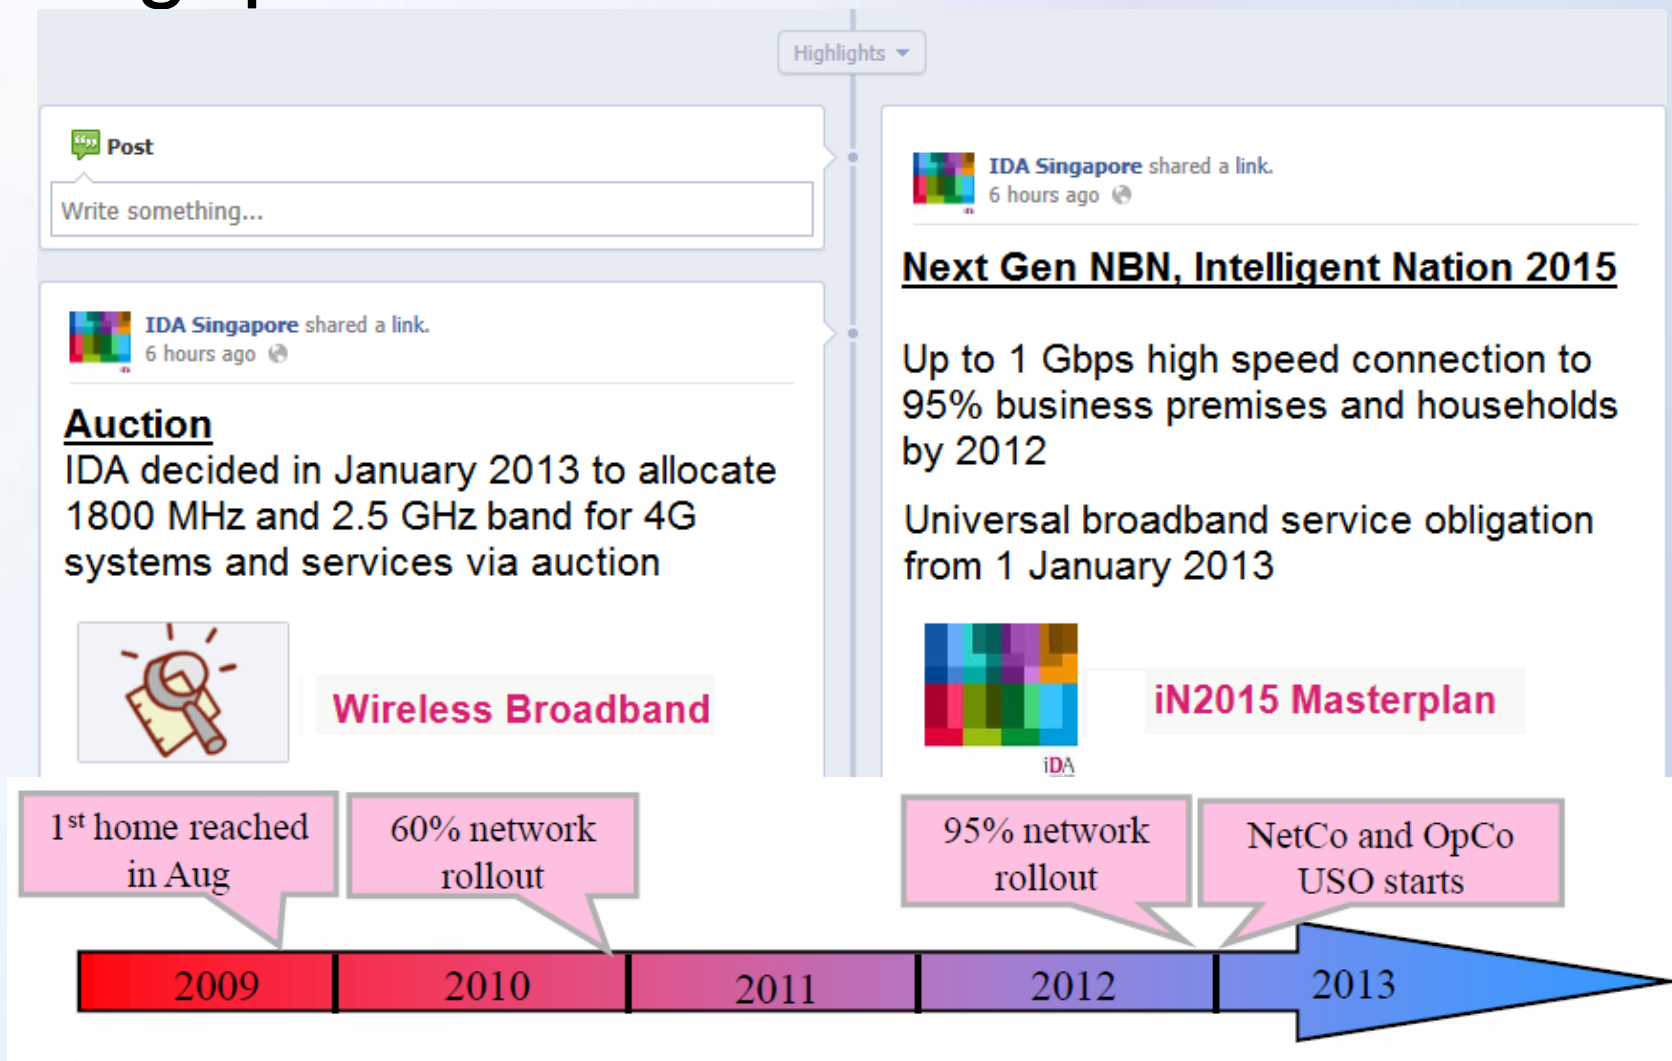 Highlights
Post
Write something...
IDA Singapore shared a link.
6 hours ago
Auction
IDA decided in January 2013 to allocate
1800 MHz and 2.5 GHz band for 4G
systems and services via auction
Wireless Broadband
IDA Singapore shared a link.
6 hours ago
Next Gen NBN, Intelligent Nation 2015
Up to 1 Gbps high speed connection to
95% business premises and households
by 2012
Universal broadband service obligation
from 1 January 2013
iDA
iN2015 Masterplan
1st home reached
in Aug
60% network
rollout
95% network
rollout
NetCo and OpCo
USO starts
2009 2010 2011 2012 2013